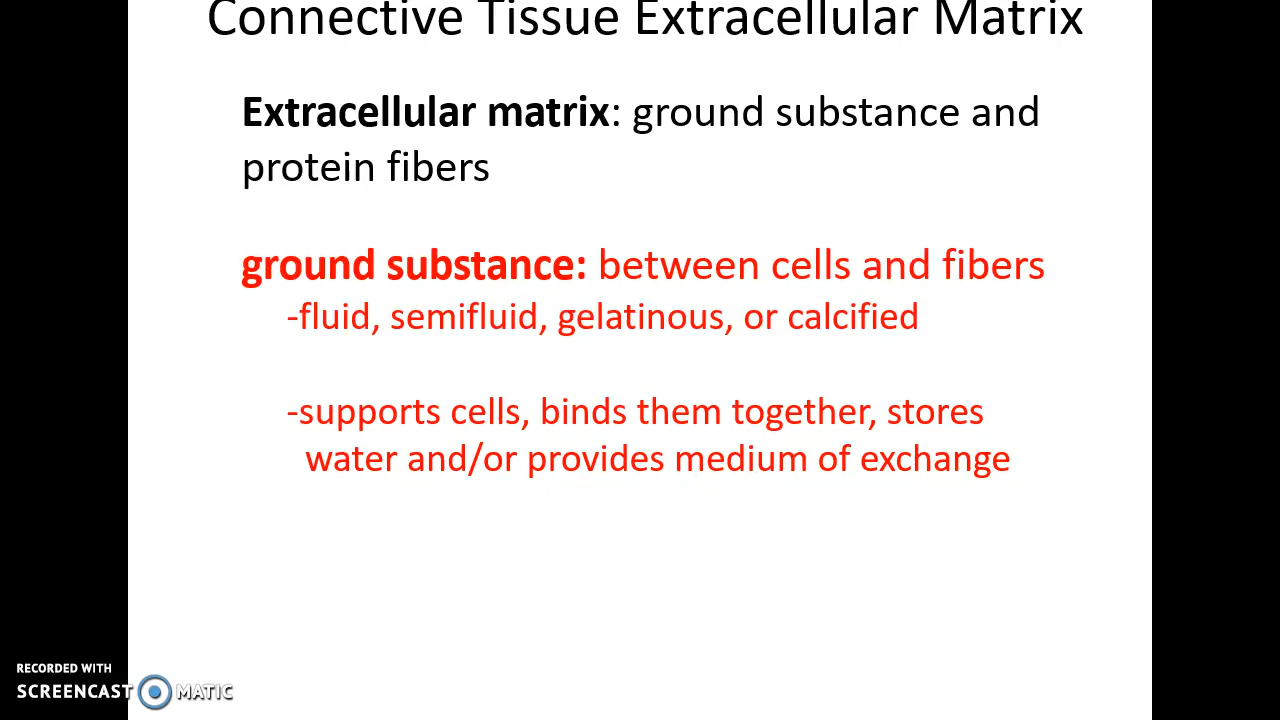 Connective Tissue Extracellular Matrix
Extracellular matrix: ground substance and
protein fibers
ground substance: between cells and fibers
-fluid, semifluid, gelatinous, or calcified
-supports cells, binds them together, stores
water and/or provides medium of exchange
RECORDED WITH
SCREENCAST MATIC